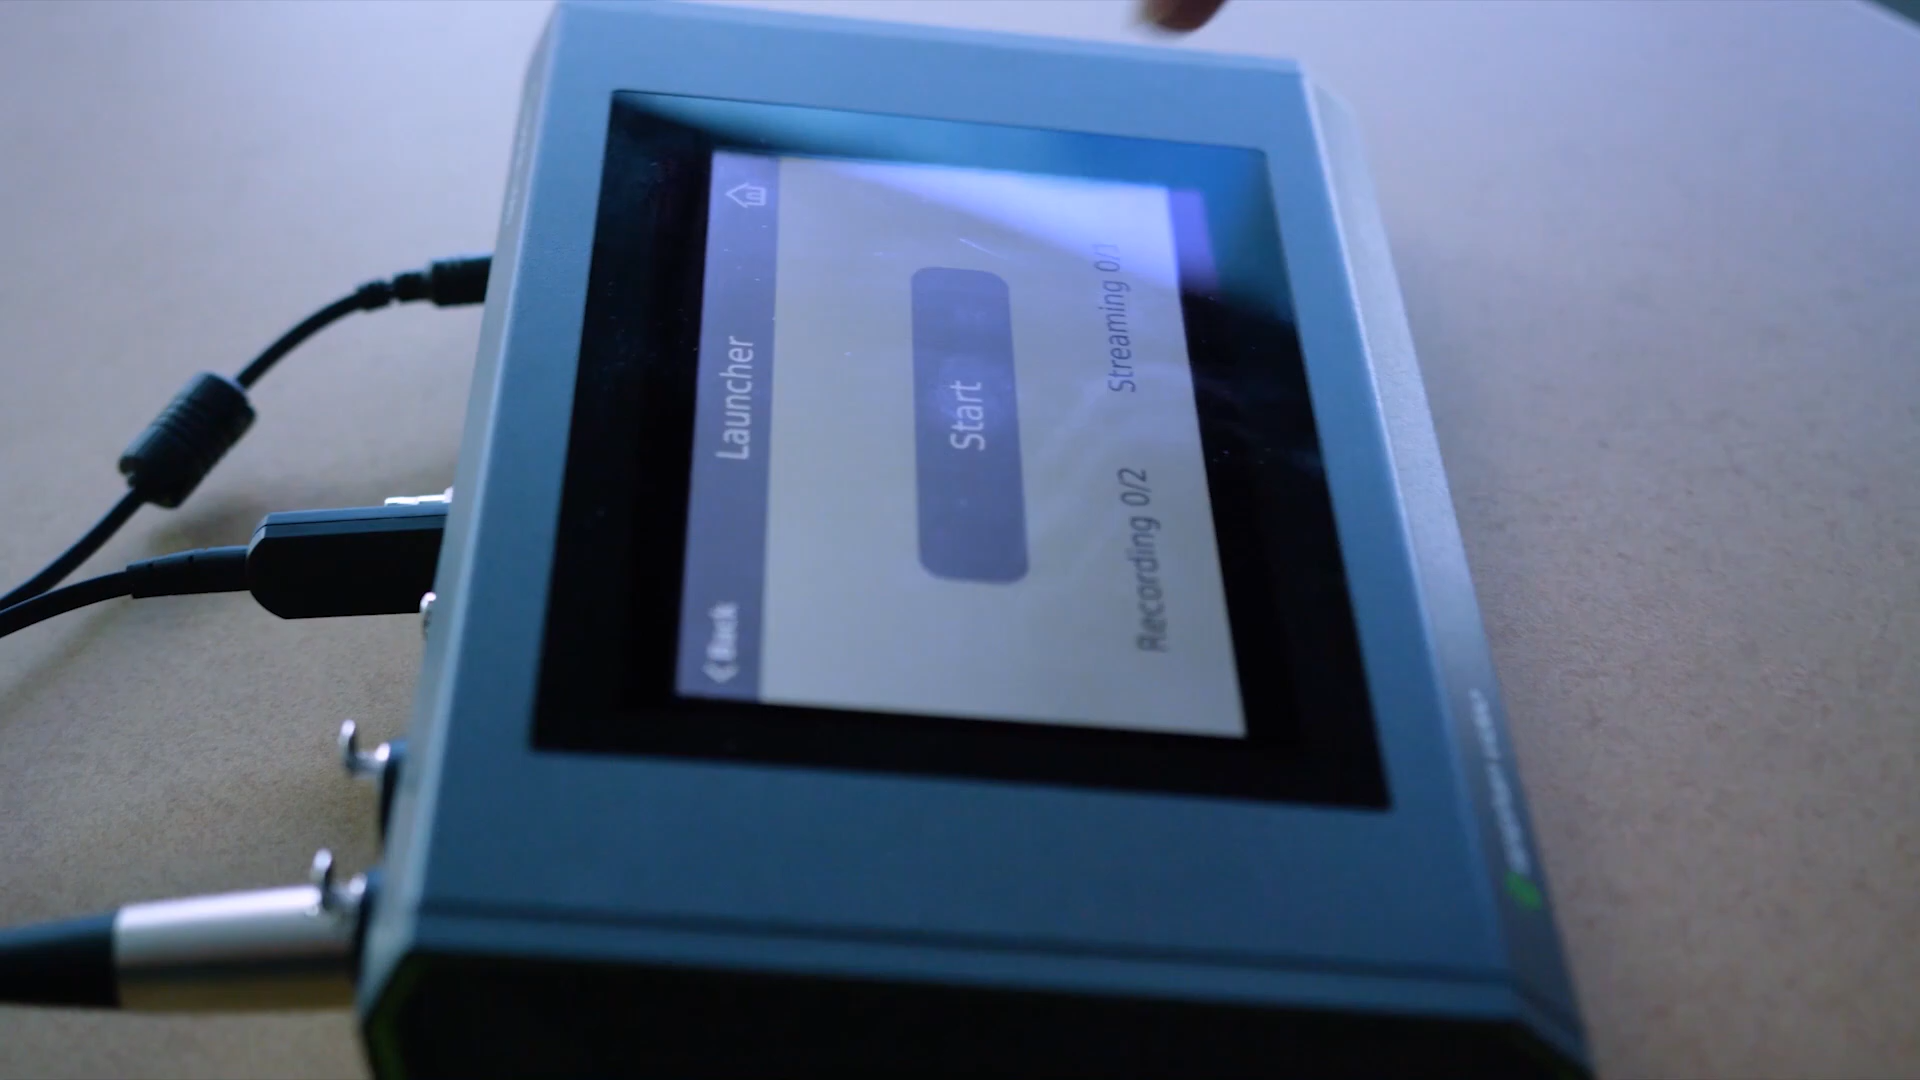 Back
Launcher
Start
Recording 0/2
Streaming 0/1